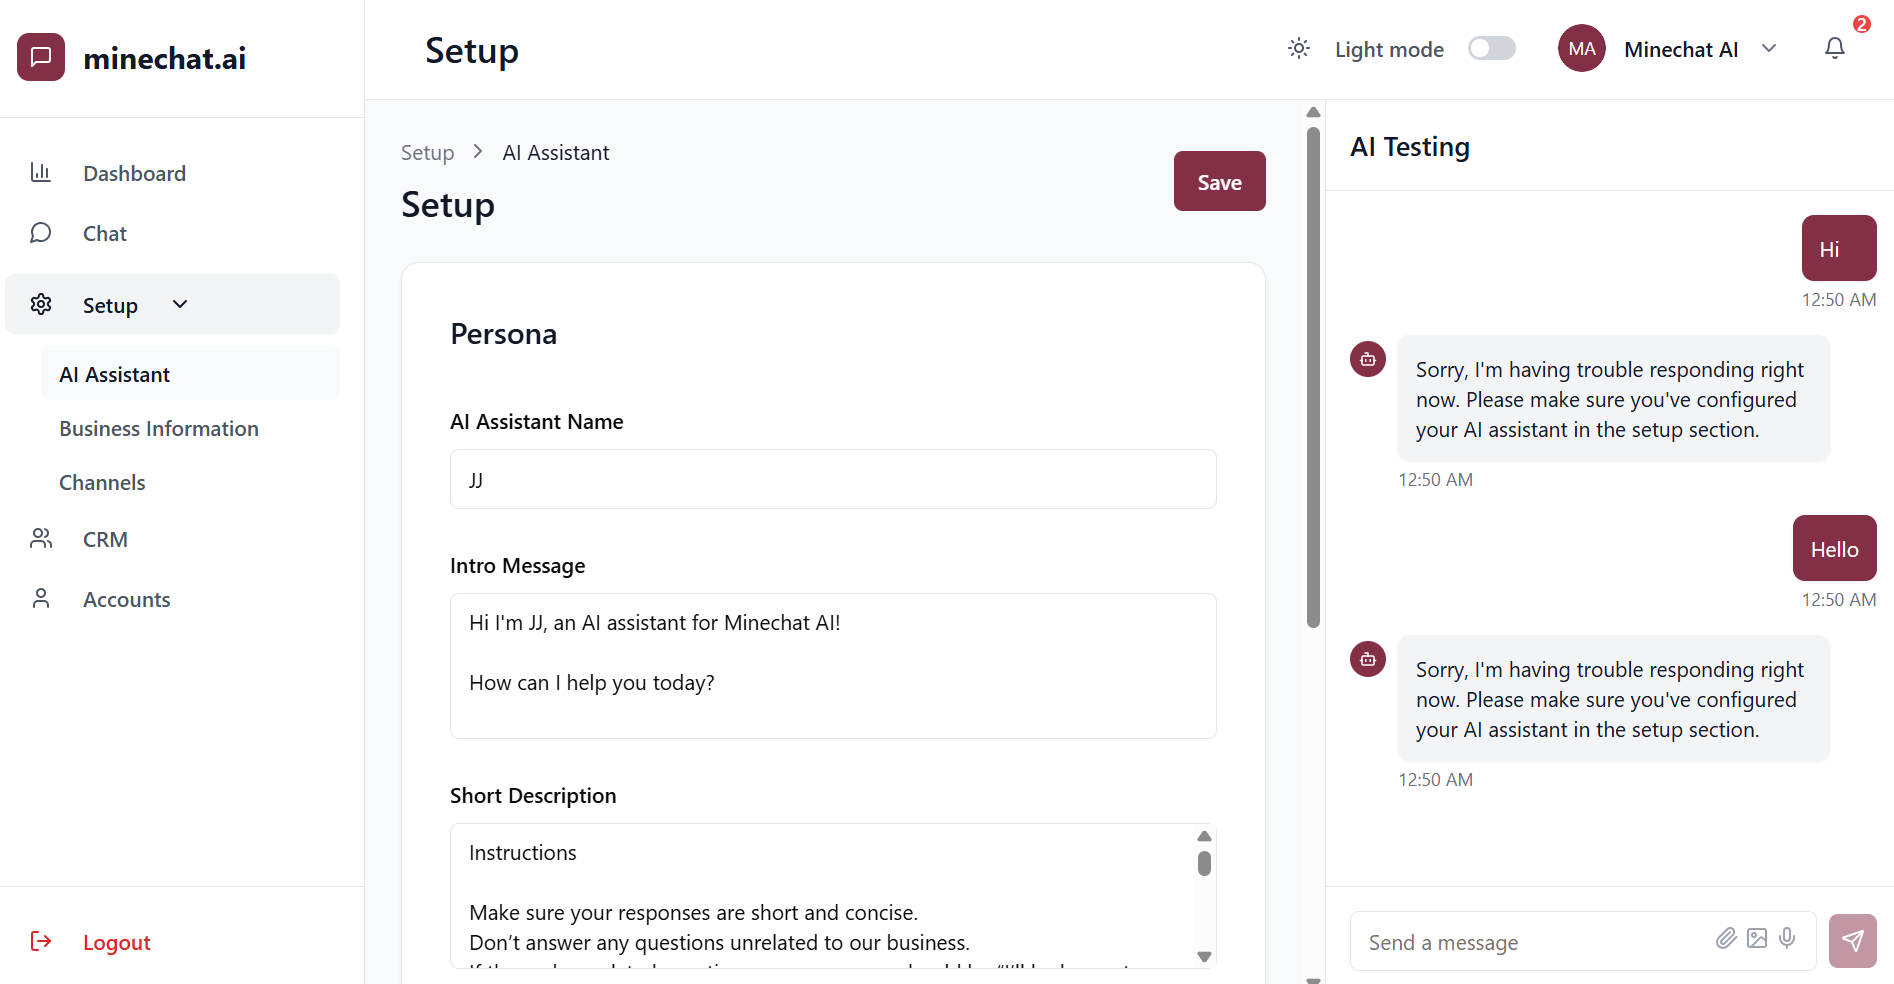 minechat.ai
Dashboard
Chat
Setup
AI Assistant
Business Information
Channels
CRM
Accounts
Logout
Setup
Light mode
MA
Minechat AI
2
Setup
AI Assistant
Setup
Save
Persona
AI Assistant Name
JJ
Intro Message
Hi I'm JJ, an AI assistant for Minechat AI!
How can I help you today?
Short Description
Instructions
Make sure your responses are short and concise.
Don’t answer any questions unrelated to our business.
AI Testing
Hi
12:50 AM
Sorry, I'm having trouble responding right
now. Please make sure you've configured
your AI assistant in the setup section.
12:50 AM
Hello
12:50 AM
Sorry, I'm having trouble responding right
now. Please make sure you've configured
your AI assistant in the setup section.
12:50 AM
Send a message